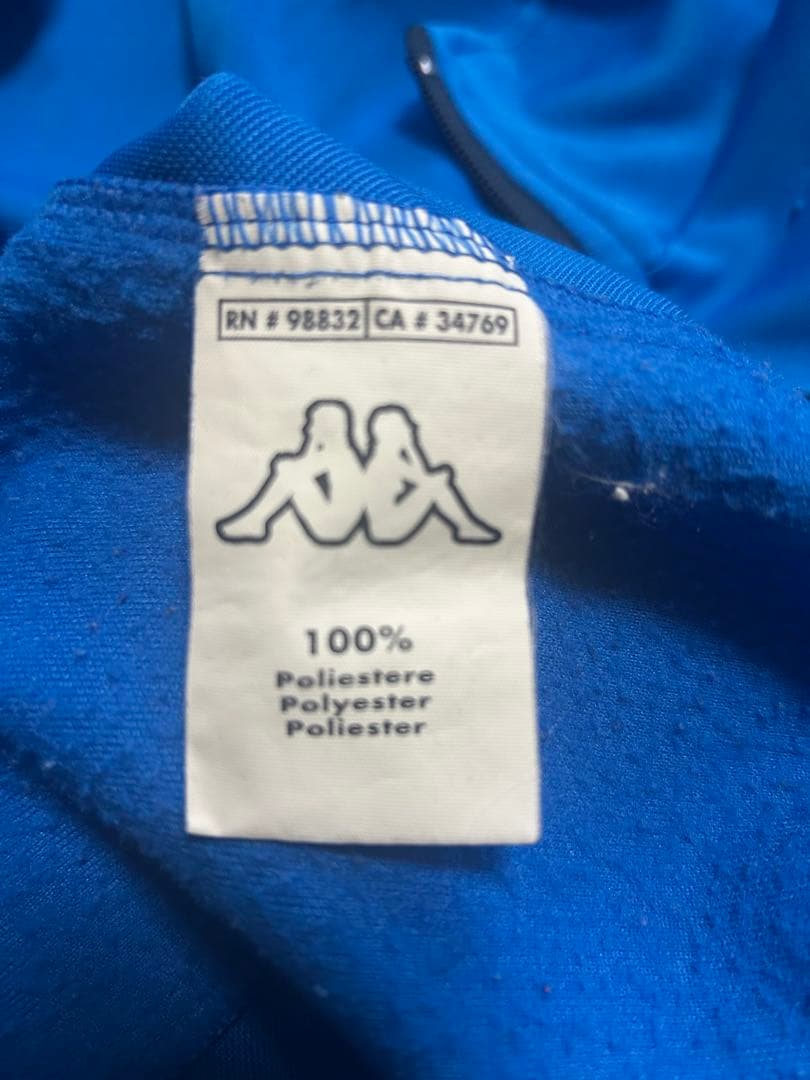 RN # 98832 CA # 34769
100%
Poliestere
Polyester
Poliester